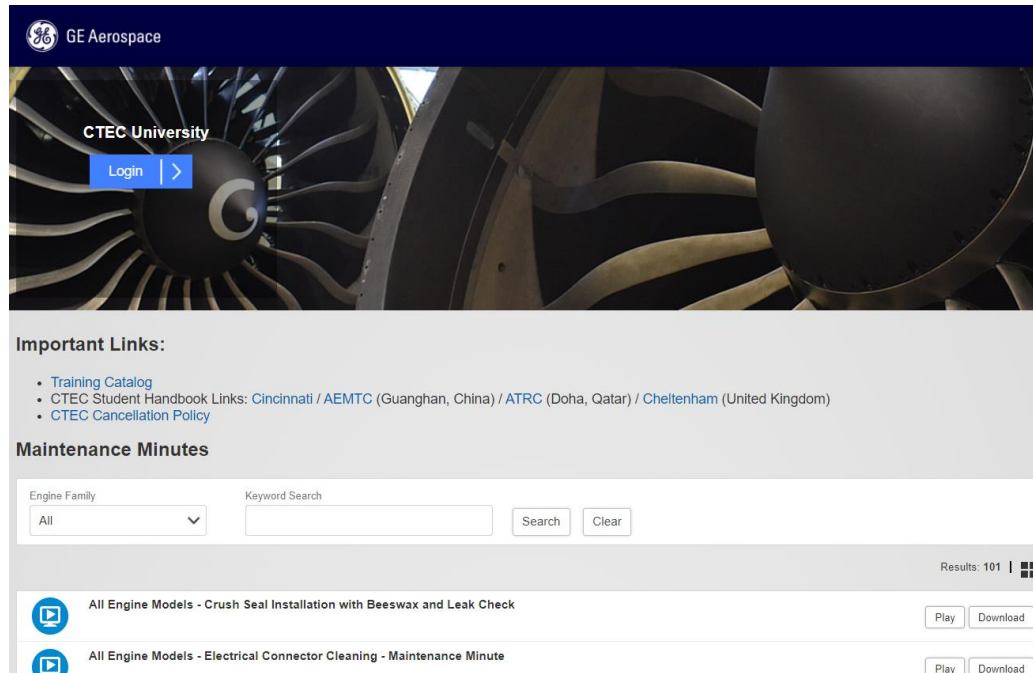 GE Aerospace
CTEC University
Login
Important Links:
Training Catalog
CTEC Student Handbook Links: Cincinnati / AEMTC (Guanghan, China) / ATRC (Doha, Qatar) / Cheltenham (United Kingdom)
CTEC Cancellation Policy
Maintenance Minutes
Engine Family
Keyword Search
All
Search
Clear
Results: 101
All Engine Models - Crush Seal Installation with Beeswax and Leak Check
Play
Download
All Engine Models - Electrical Connector Cleaning - Maintenance Minute
Play
Download